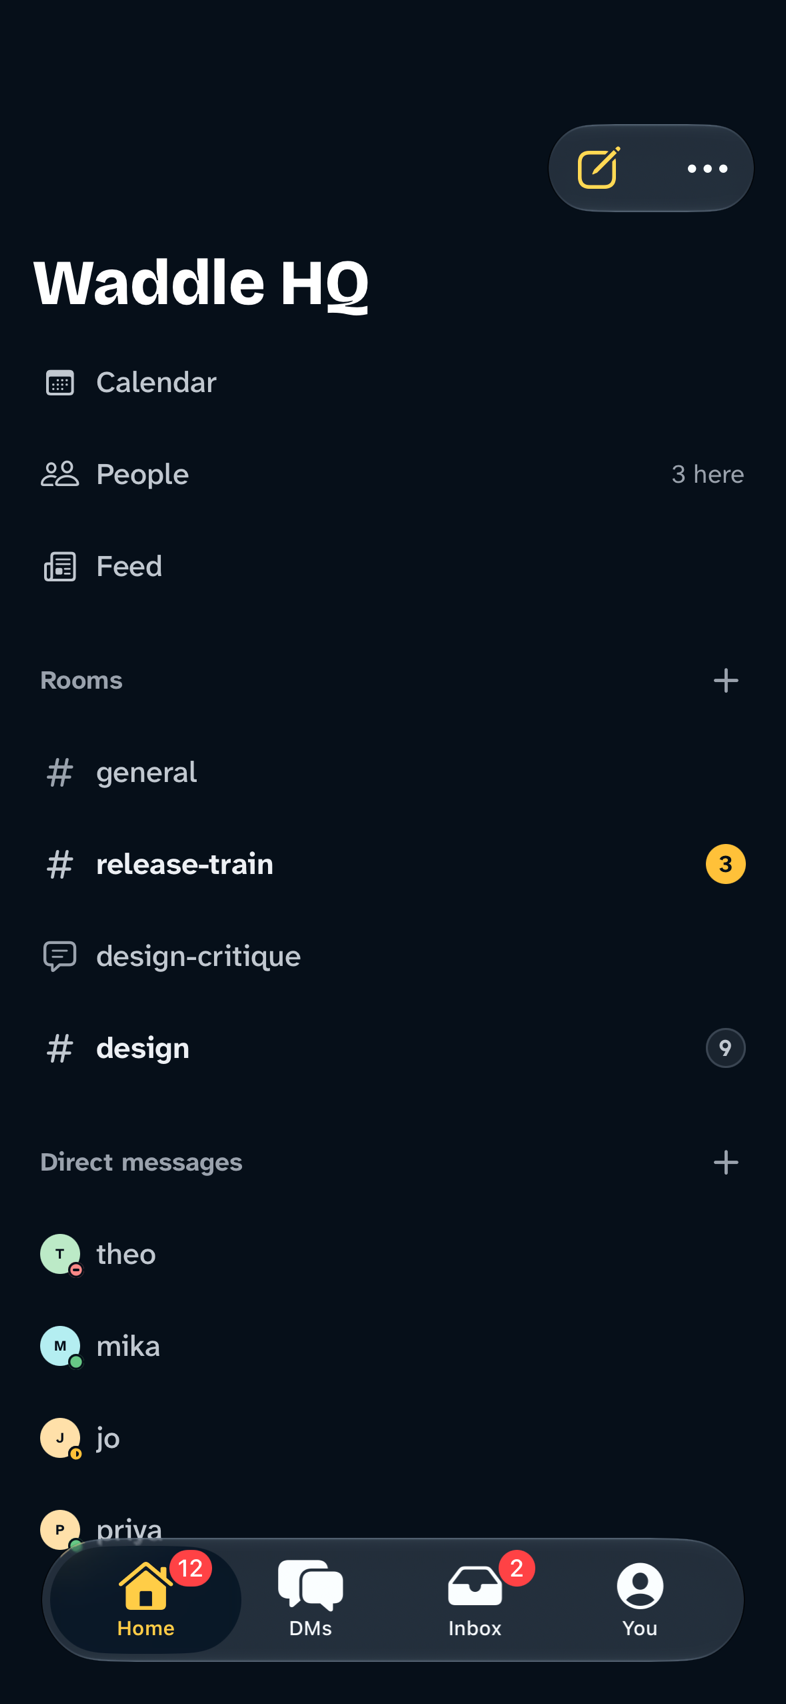 Waddle HQ
Calendar
People 3 here
Feed
Rooms
# general
# release-train 3
design-critique
# design 9
Direct messages
T theo
M mika
J jo
P priya
12 2
Home DMs Inbox You